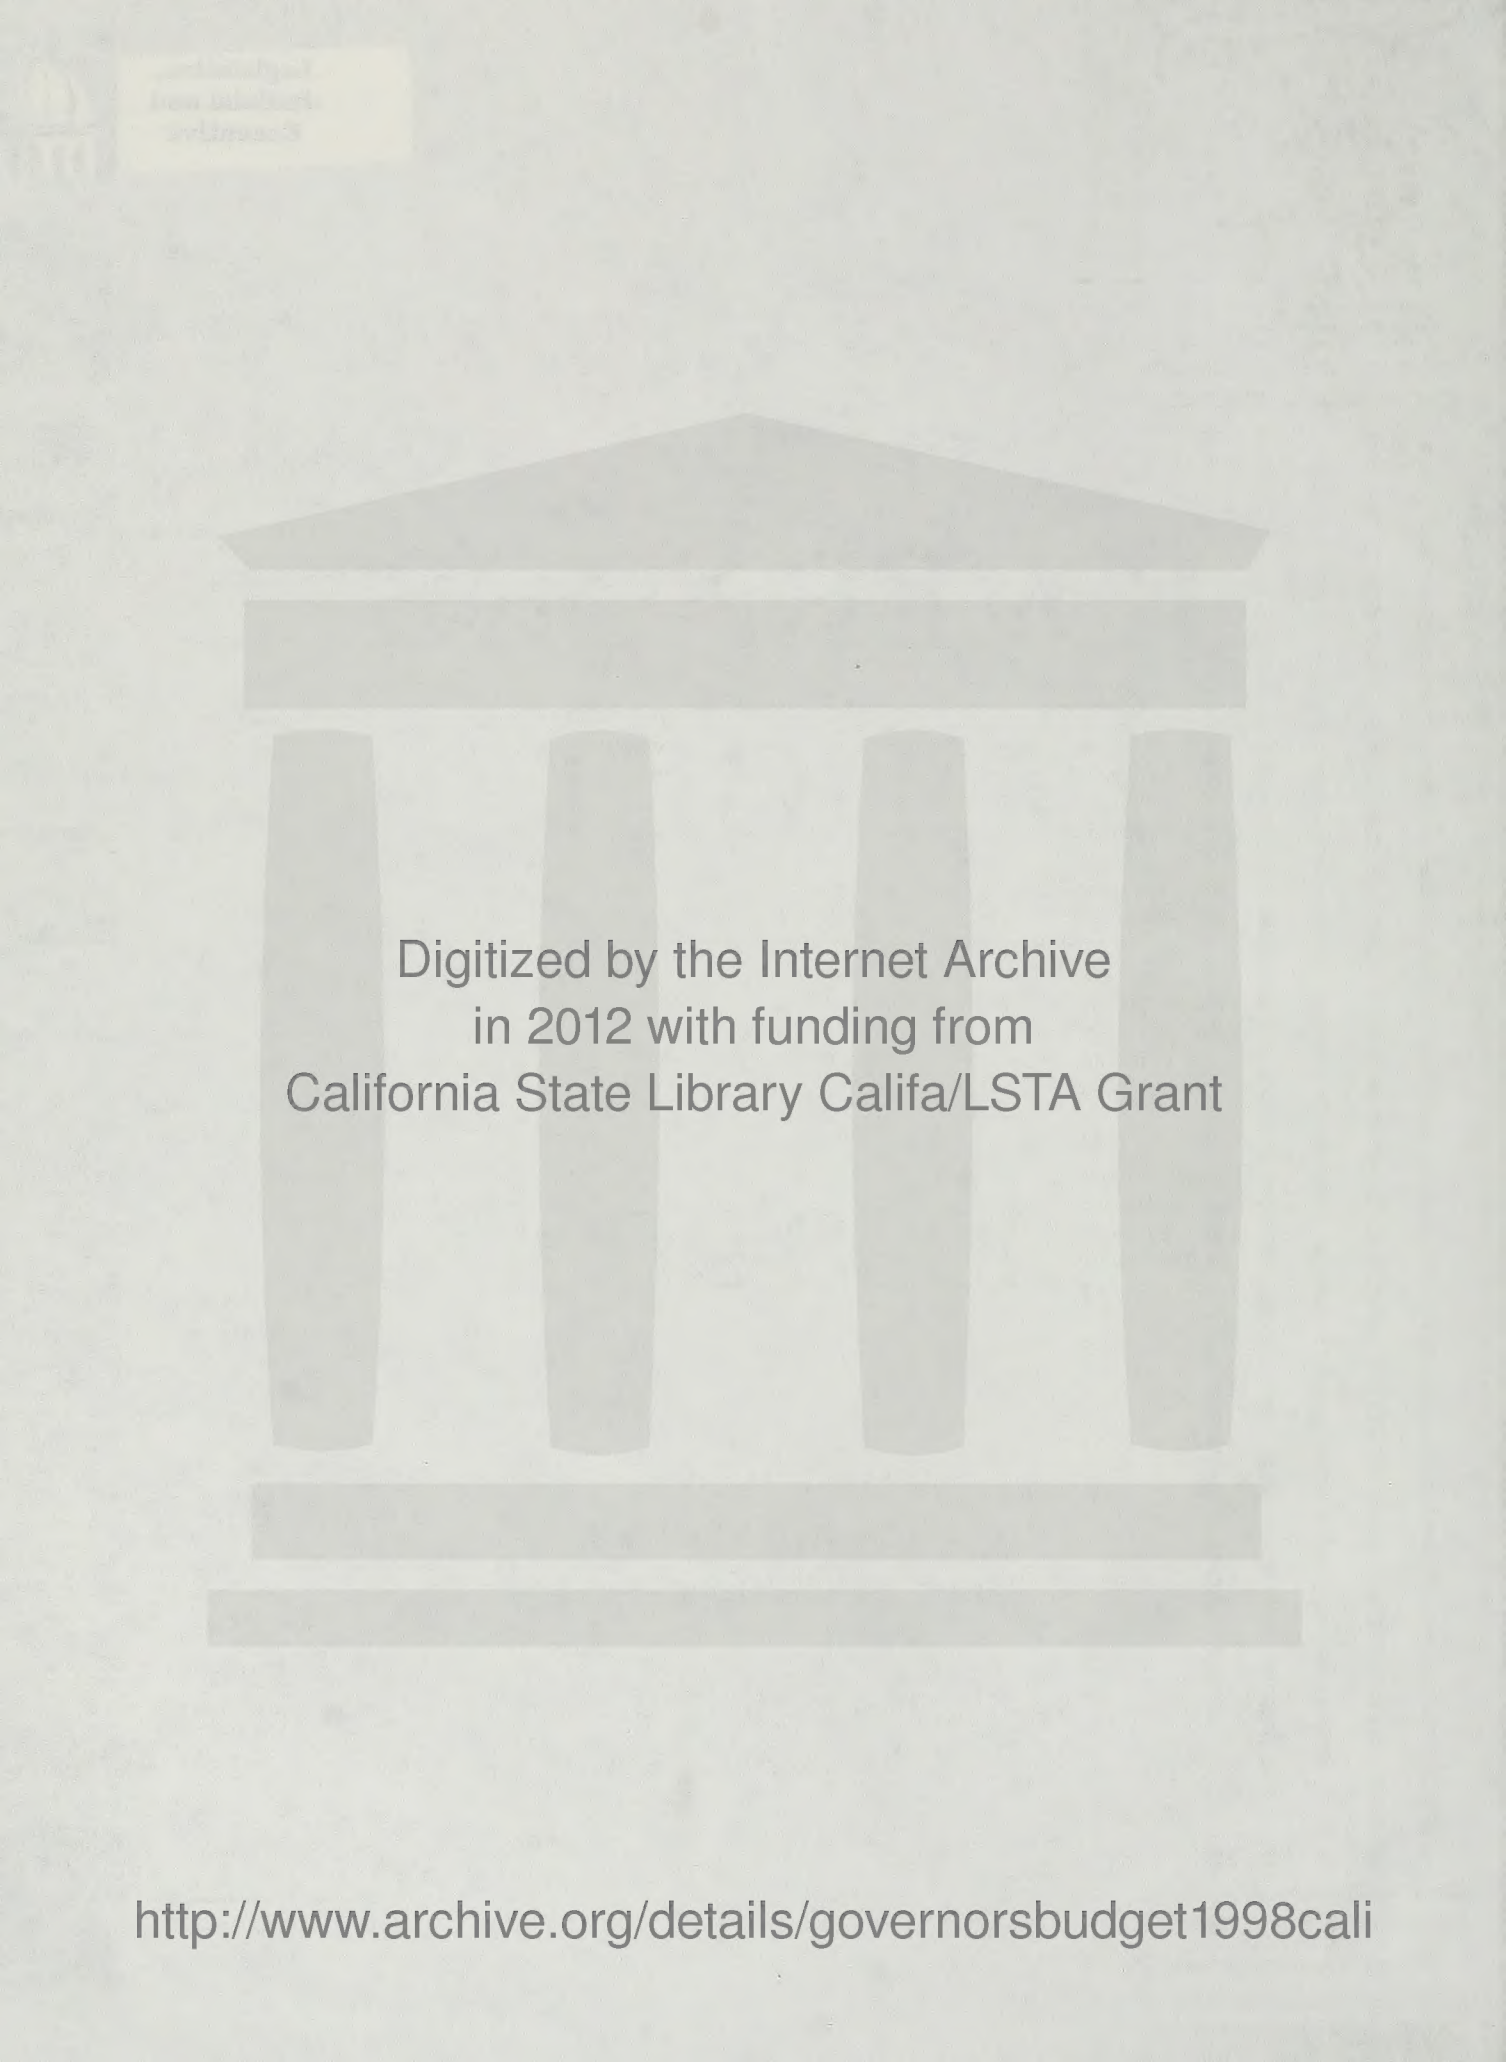 Digitized by the Internet Archive
in 2012 with funding from
California State Library Califa/LSTA Grant
http://www.archive.org/details/governorsbudget1998cali